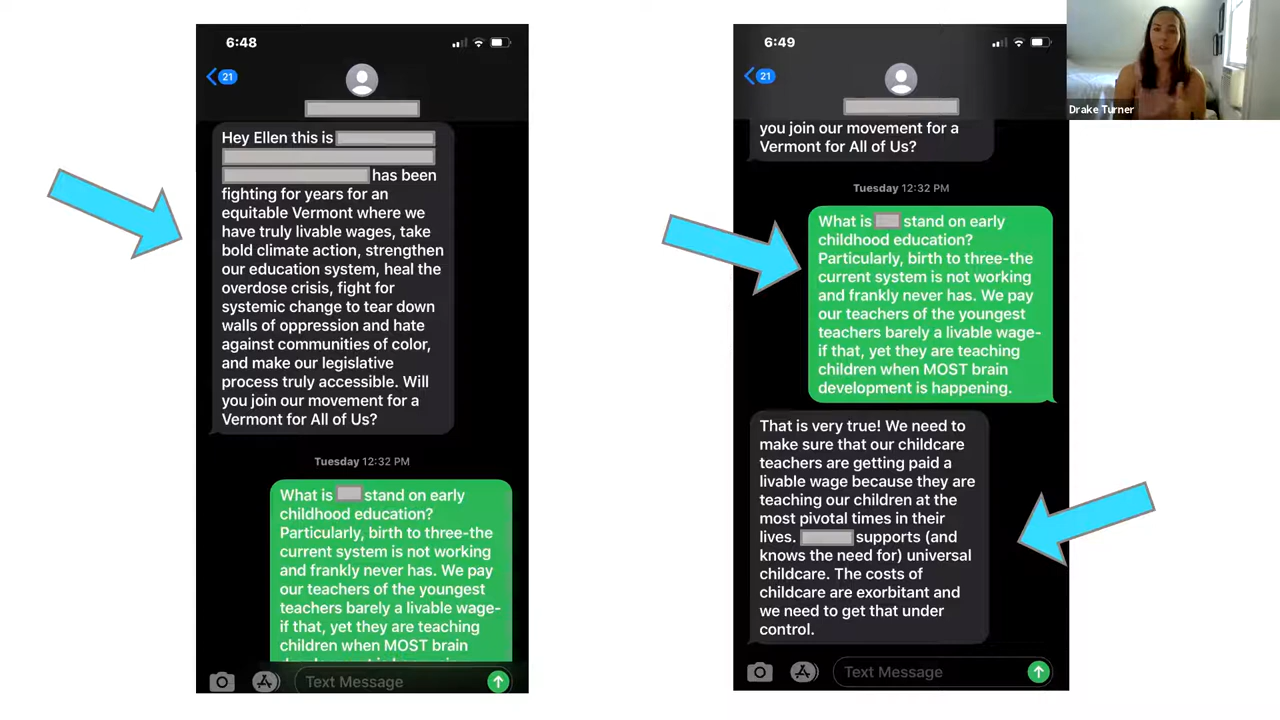 6:48
21
Hey Ellen this is
has been
fighting for years for an
equitable Vermont where we
have truly livable wages, take
bold climate action, strengthen
our education system, heal the
overdose crisis, fight for
systemic change to tear down
walls of oppression and hate
against communities of color,
and make our legislative
process truly accessible. Will
you join our movement for a
Vermont for All of Us?
Tuesday 12:32 PM
What is stand on early
childhood education?
Particularly, birth to three-the
current system is not working
and frankly never has. We pay
our teachers of the youngest
teachers barely a livable wage-
if that, yet they are teaching
children when MOST brain
Text Message
6:49
21
you join our movement for a
Vermont for All of Us?
Tuesday 12:32 PM
What is stand on early
childhood education?
Particularly, birth to three-the
current system is not working
and frankly never has. We pay
our teachers of the youngest
teachers barely a livable wage-
if that, yet they are teaching
children when MOST brain
development is happening.
That is very true! We need to
make sure that our childcare
teachers are getting paid a
livable wage because they are
teaching our children at the
most pivotal times in their
lives. supports (and
knows the need for) universal
childcare. The costs of
childcare are exorbitant and
we need to get that under
control.
Text Message
Drake Turner